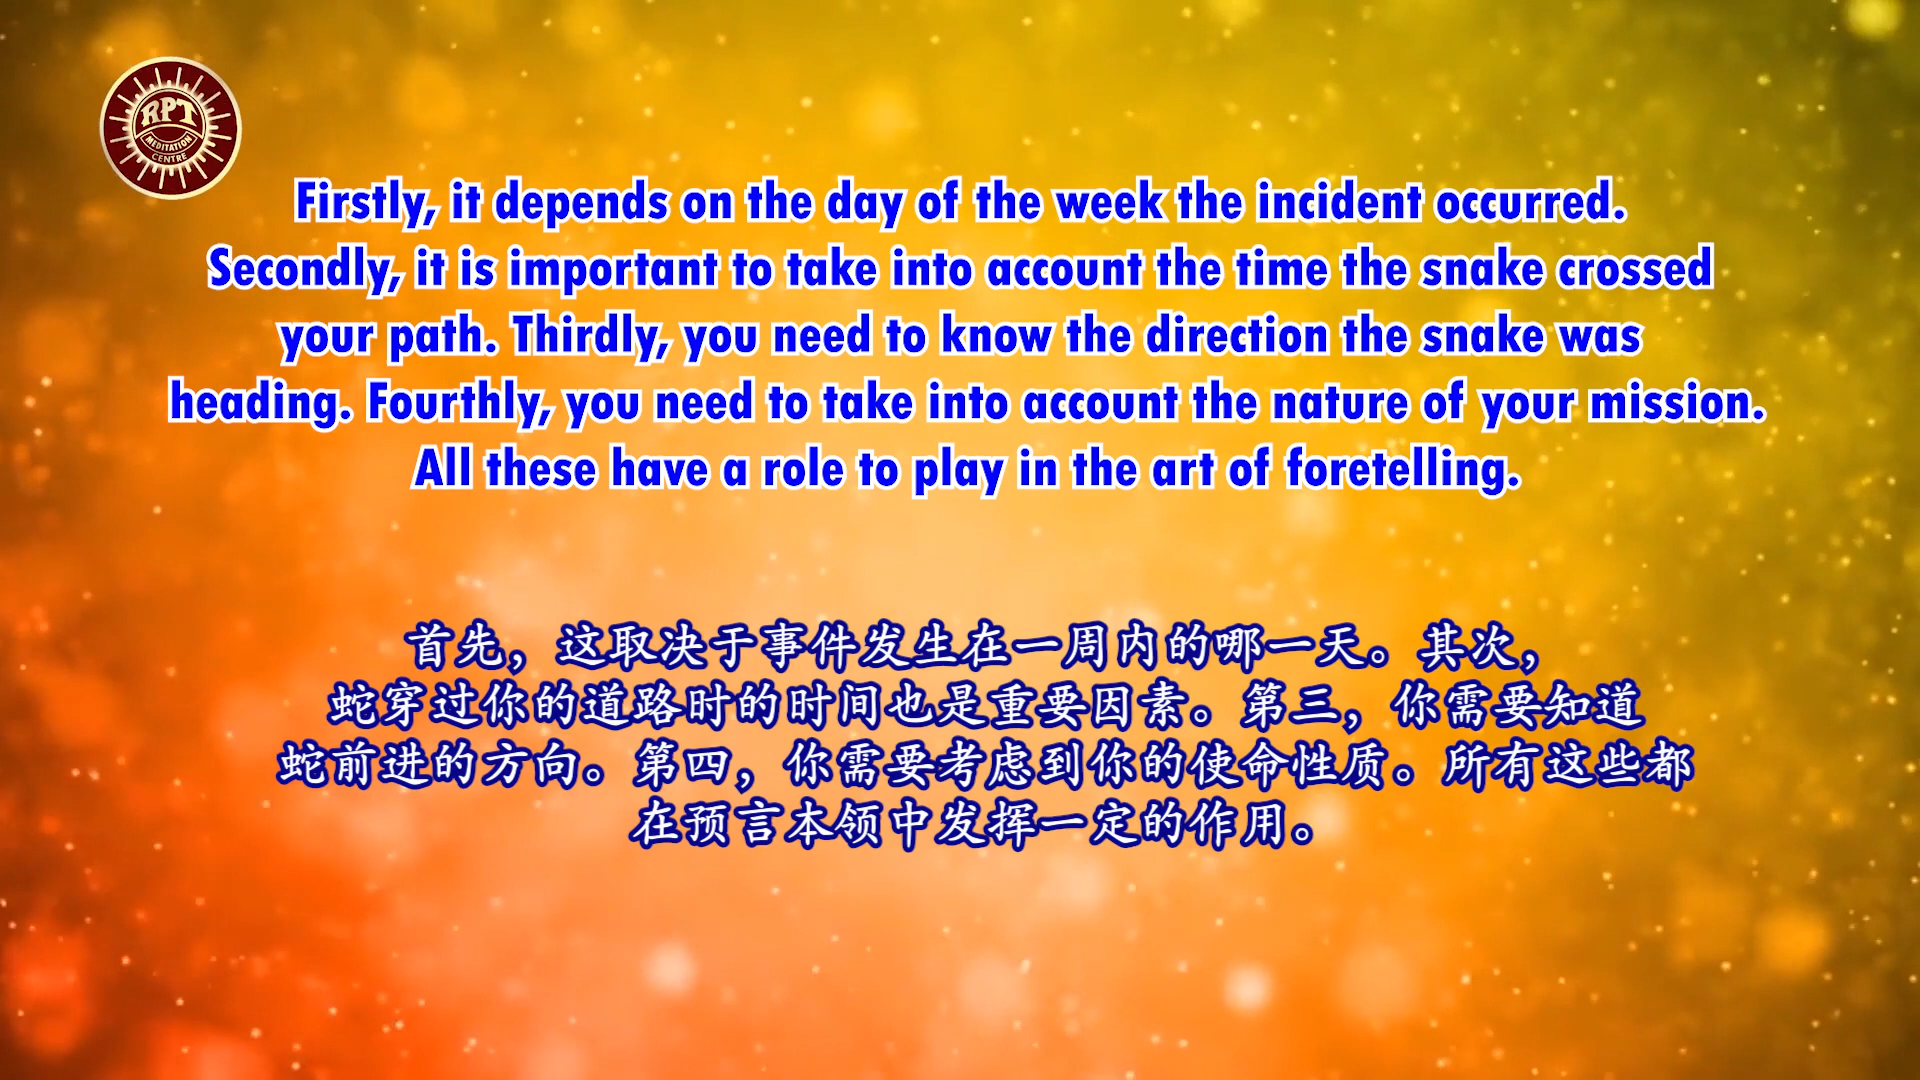 RPT
MEDITATION
CENTRE
Firstly, it depends on the day of the week the incident occurred.
Secondly, it is important to take into account the time the snake crossed
your path. Thirdly, you need to know the direction the snake was
heading. Fourthly, you need to take into account the nature of your mission.
All these have a role to play in the art of foretelling.
首先，这取决于事件发生在一周内的哪一天。其次，
蛇穿过你的道路时的时间也是重要因素。第三，你需要知道
蛇前进的方向。第四，你需要考虑到你的使命性质。所有这些都
在预言本领中发挥一定的作用。